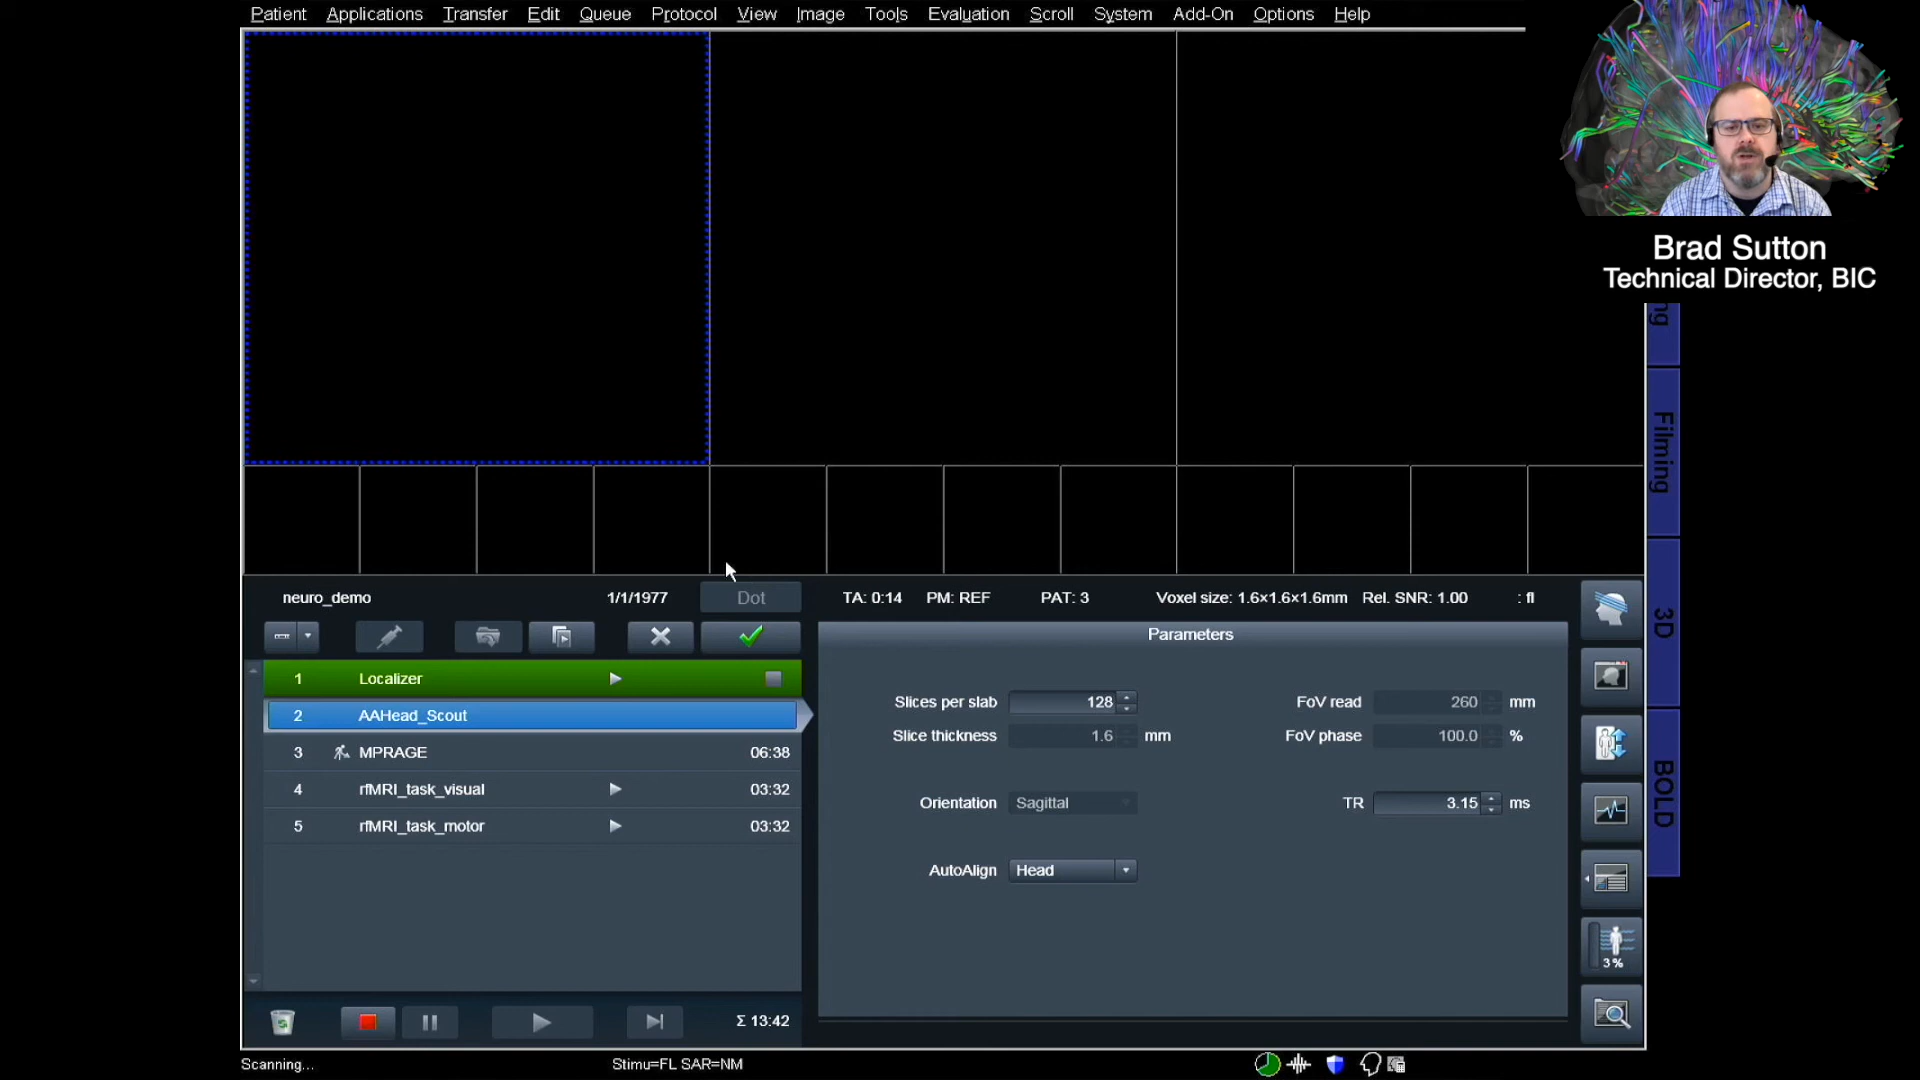 Patient Applications Transfer Edit Queue Protocol View Image Tools Evaluation Scroll System Add-On Options Help
Brad Sutton
Technical Director, BIC
ng
Filming
3D
BOLD
neuro_demo 1/1/1977 Dot
TA: 0:14 PM: REF PAT: 3 Voxel size: 1.6×1.6×1.6mm Rel. SNR: 1.00 : fl
Parameters
1 Localizer
2 AAHead_Scout
3 MPRAGE 06:38
4 rfMRI_task_visual 03:32
5 rfMRI_task_motor 03:32
Slices per slab 128
FoV read 260 mm
Slice thickness 1.6 mm
FoV phase 100.0 %
Orientation Sagittal
TR 3.15 ms
AutoAlign Head
3 %
Σ 13:42
Scanning...
Stimu=FL SAR=NM